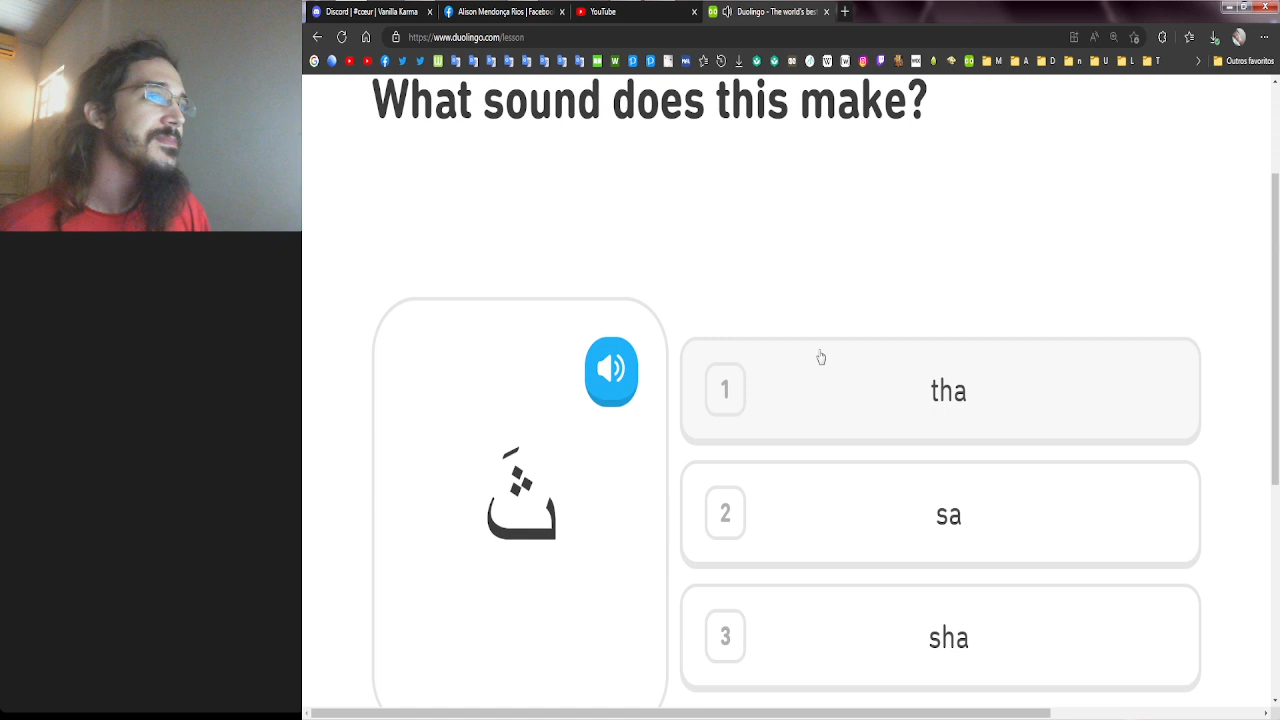 Discord | #cœur | Vanilla Karma
Alison Mendonça Rios | Facebo
YouTube
Duolingo - The world's best
https://www.duolingo.com/lesson
M
A
D
n
U
L
T
Outros favoritos
What sound does this make?
ثَ
1
tha
2
sa
3
sha